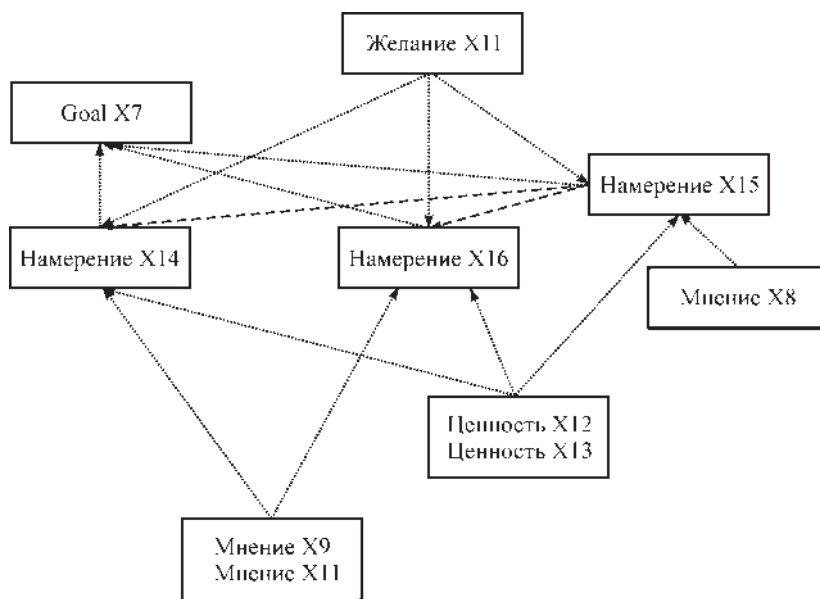 Желание X11
Goal X7
Намерение X15
Намерение X14
Намерение X16
Мнение X8
Ценность X12
Ценность X13
Мнение X9
Мнение X11